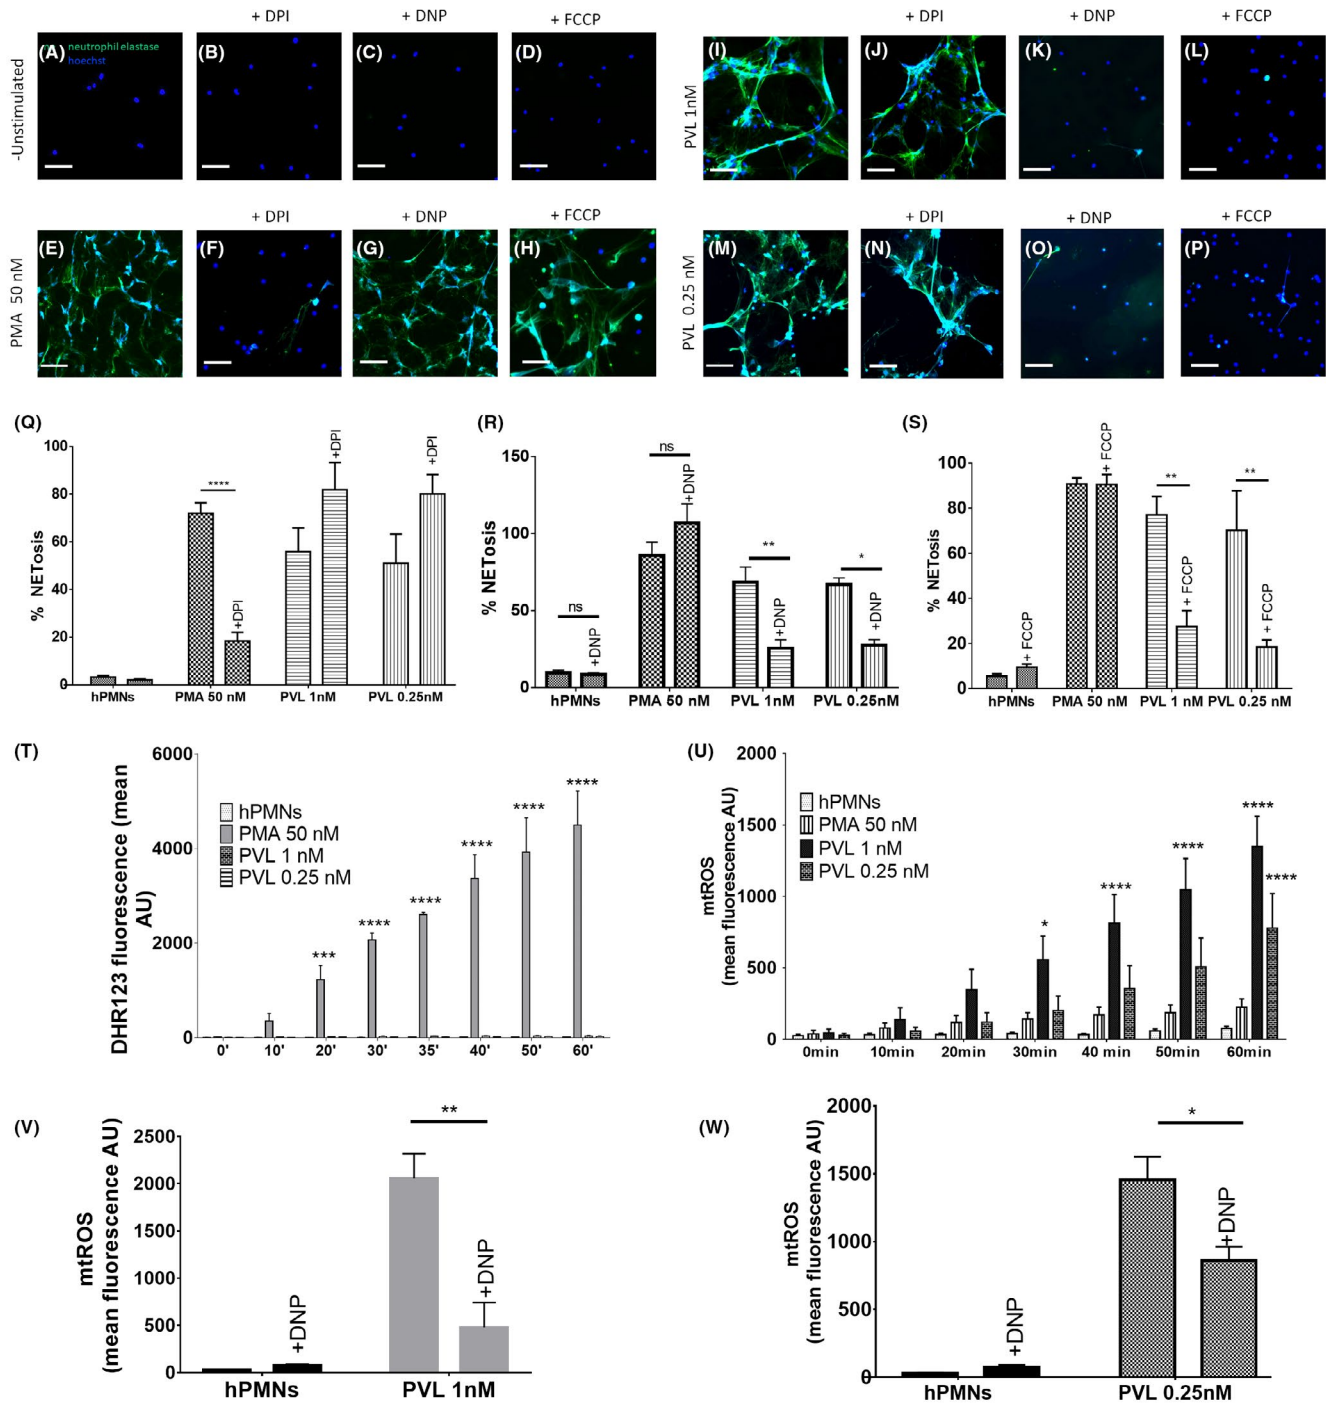 + DPI
+ DNP
+ FCCP
+ DPI
+ DNP
+ FCCP
(A)
neutrophil elastase
hoechst
(B)
(C)
(D)
(I)
(J)
(K)
(L)
-Unstimulated
PVL 1nM
+ DPI
+ DNP
+ FCCP
+ DPI
+ DNP
+ FCCP
(E)
(F)
(G)
(H)
(M)
(N)
(O)
(P)
PMA 50 nM
PVL 0.25 nM
(Q)
% NETosis
100
80
60
40
20
0
****
+DPI
+DPI
+DPI
hPMNs
PMA 50 nM
PVL 1nM
PVL 0.25nM
(R)
% NETosis
150
100
50
0
ns
+DNP
ns
+DNP
**
+DNP
*
+DNP
hPMNs
PMA 50 nM
PVL 1nM
PVL 0.25nM
(S)
% NETosis
100
80
60
40
20
0
+ FCCP
+ FCCP
**
+ FCCP
**
+ FCCP
hPMNs
PMA 50 nM
PVL 1 nM
PVL 0.25 nM
(T)
DHR123 fluorescence (mean
AU)
6000
4000
2000
0
hPMNs
PMA 50 nM
PVL 1 nM
PVL 0.25 nM
***
****
****
****
****
****
0'
10'
20'
30'
35'
40'
50'
60'
(U)
mtROS
(mean fluorescence AU)
2000
1500
1000
500
0
hPMNs
PMA 50 nM
PVL 1 nM
PVL 0.25 nM
*
****
****
****
****
0min
10min
20min
30min
40 min
50min
60min
(V)
mtROS
(mean fluorescence AU)
2500
2000
1500
1000
500
0
+DNP
**
+DNP
hPMNs
PVL 1nM
(W)
mtROS
(mean fluorescence AU)
2000
1500
1000
500
0
+DNP
*
+DNP
hPMNs
PVL 0.25nM